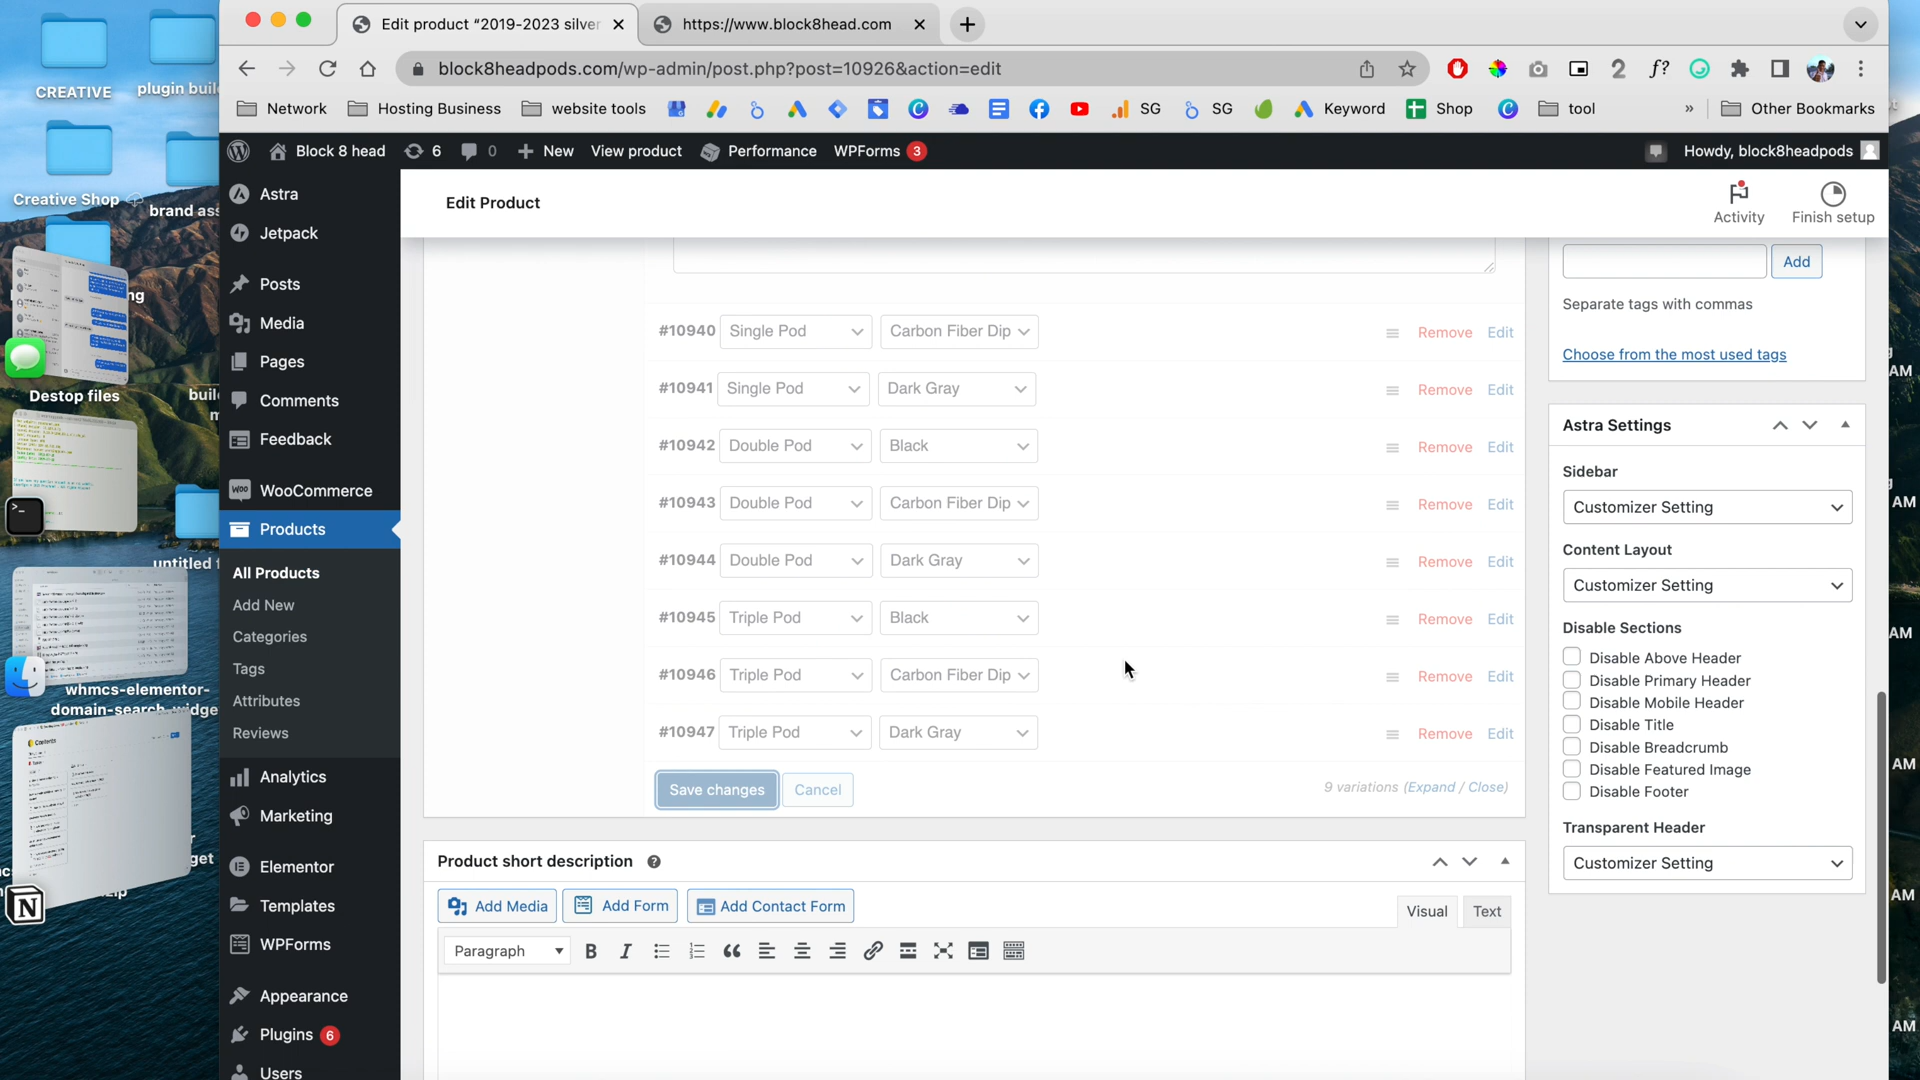 Edit product “2019-2023 silver
https://www.block8head.com
block8headpods.com/wp-admin/post.php?post=10926&action=edit
Network
Hosting Business
website tools
SG
SG
Keyword
Shop
tool
»
Other Bookmarks
Block 8 head
6
0
New
View product
Performance
WPForms 3
Howdy, block8headpods
CREATIVE
plugin buil
Creative Shop
brand ass
ng
Destop files
buil
untitled f
whmcs-elementor-
domain-search-widge
get
Astra
Jetpack
Posts
Media
Pages
Comments
Feedback
WooCommerce
Products
All Products
Add New
Categories
Tags
Attributes
Reviews
Analytics
Marketing
Elementor
Templates
WPForms
Appearance
Plugins 6
Users
Edit Product
Activity
Finish setup
#10940 Single Pod Carbon Fiber Dip Remove Edit
#10941 Single Pod Dark Gray Remove Edit
#10942 Double Pod Black Remove Edit
#10943 Double Pod Carbon Fiber Dip Remove Edit
#10944 Double Pod Dark Gray Remove Edit
#10945 Triple Pod Black Remove Edit
#10946 Triple Pod Carbon Fiber Dip Remove Edit
#10947 Triple Pod Dark Gray Remove Edit
Save changes
Cancel
9 variations (Expand / Close)
Product short description
Add Media
Add Form
Add Contact Form
Visual
Text
Paragraph
Add
Separate tags with commas
Choose from the most used tags
Astra Settings
Sidebar
Customizer Setting
Content Layout
Customizer Setting
Disable Sections
Disable Above Header
Disable Primary Header
Disable Mobile Header
Disable Title
Disable Breadcrumb
Disable Featured Image
Disable Footer
Transparent Header
Customizer Setting
AM
AM
AM
AM
AM
AM